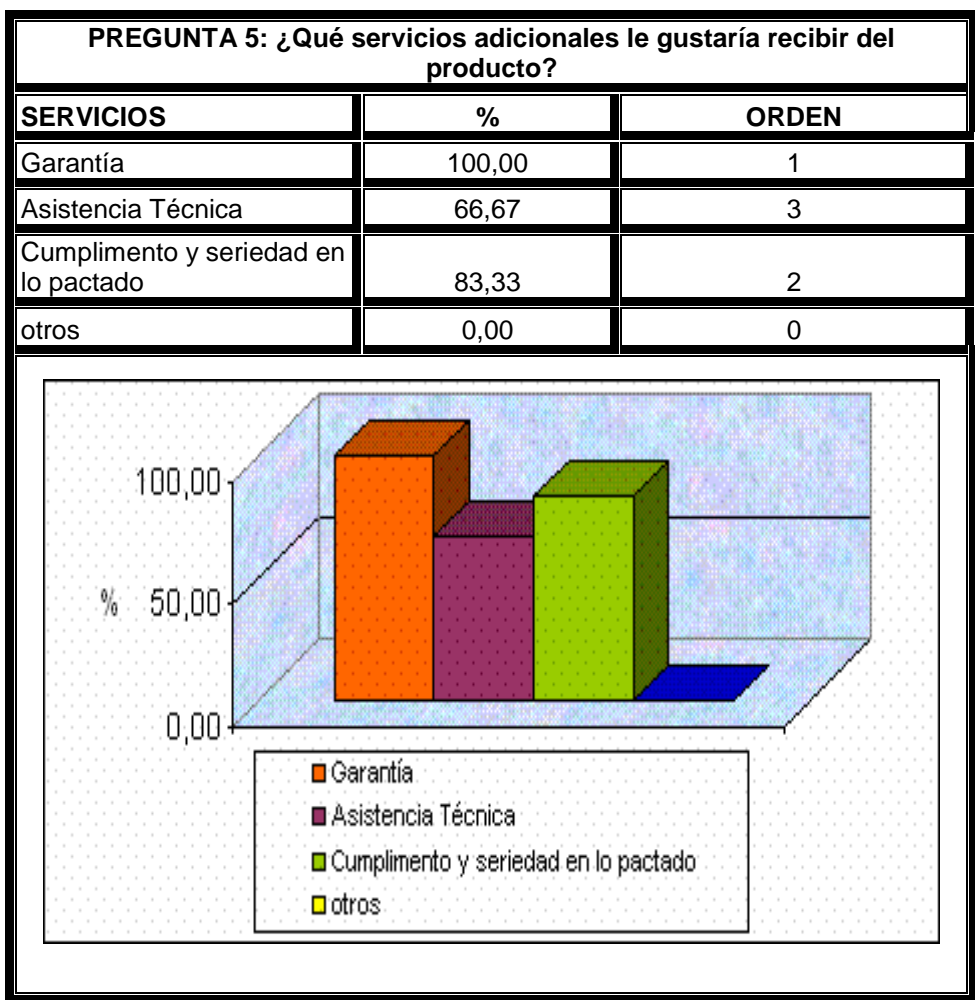 PREGUNTA 5: ¿Qué servicios adicionales le gustaría recibir del
producto?
SERVICIOS % ORDEN
Garantía 100,00 1
Asistencia Técnica 66,67 3
Cumplimento y seriedad en
lo pactado 83,33 2
otros 0,00 0
100,00
% 50,00
0,00
Garantía
Asistencia Técnica
Cumplimento y seriedad en lo pactado
otros